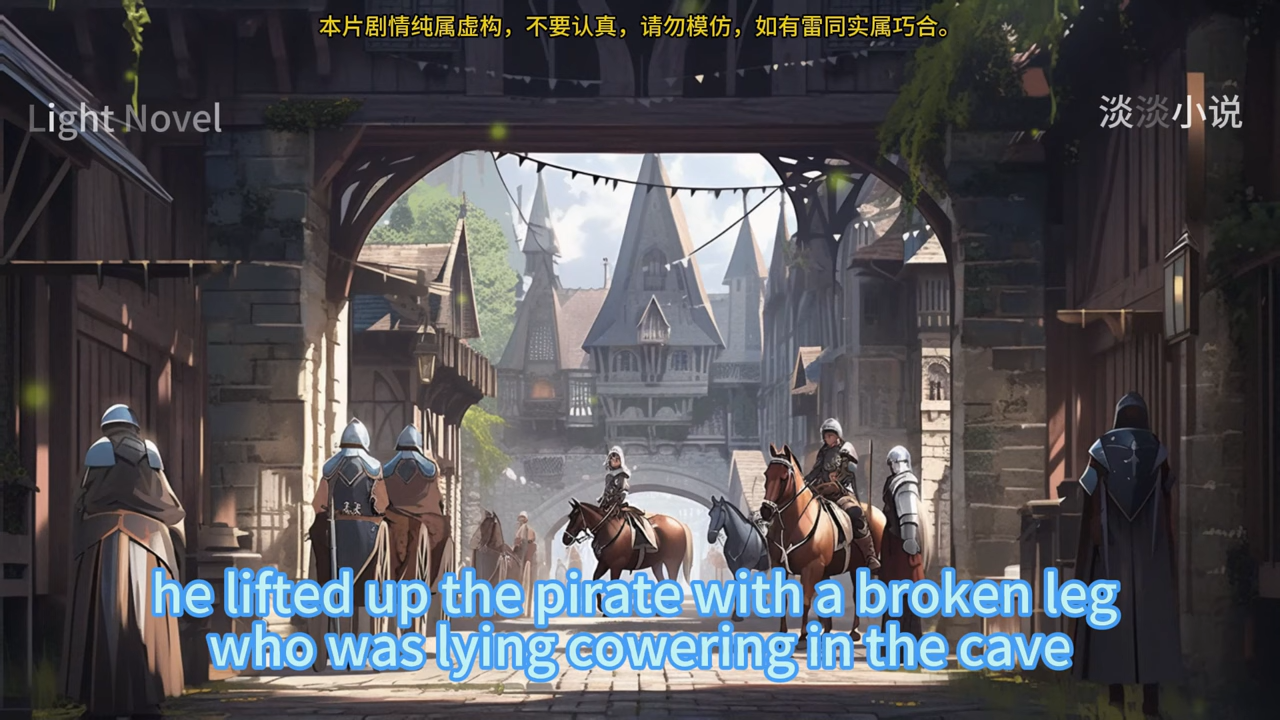 本片剧情纯属虚构，不要认真，请勿模仿，如有雷同实属巧合。
Light Novel
淡淡小说
he lifted up the pirate with a broken leg
who was lying cowering in the cave